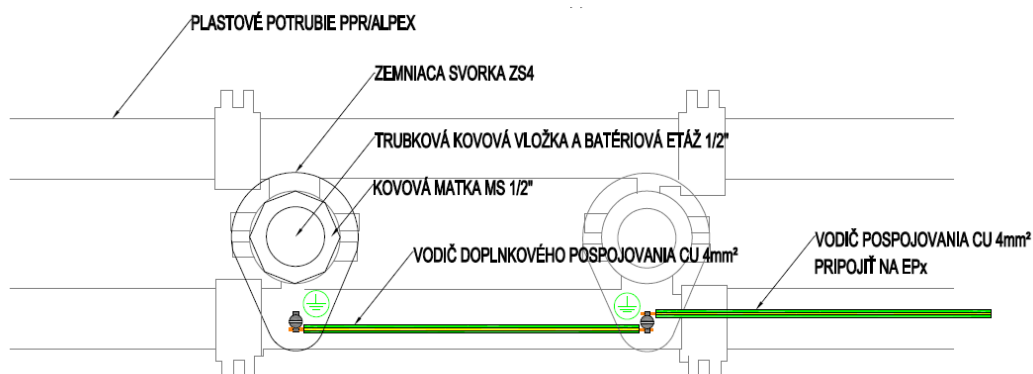 PLASTOVÉ POTRUBIE PPR/ALPEX
ZEMNIACA SVORKA ZS4
TRUBKOVÁ KOVOVÁ VLOŽKA A BATÉRIOVÁ ETÁŽ 1/2"
KOVOVÁ MATKA MS 1/2"
VODIČ DOPLNKOVÉHO POSPOJOVANIA CU 4mm²
VODIČ POSPOJOVANIA CU 4mm²
PRIPOJIŤ NA EPx